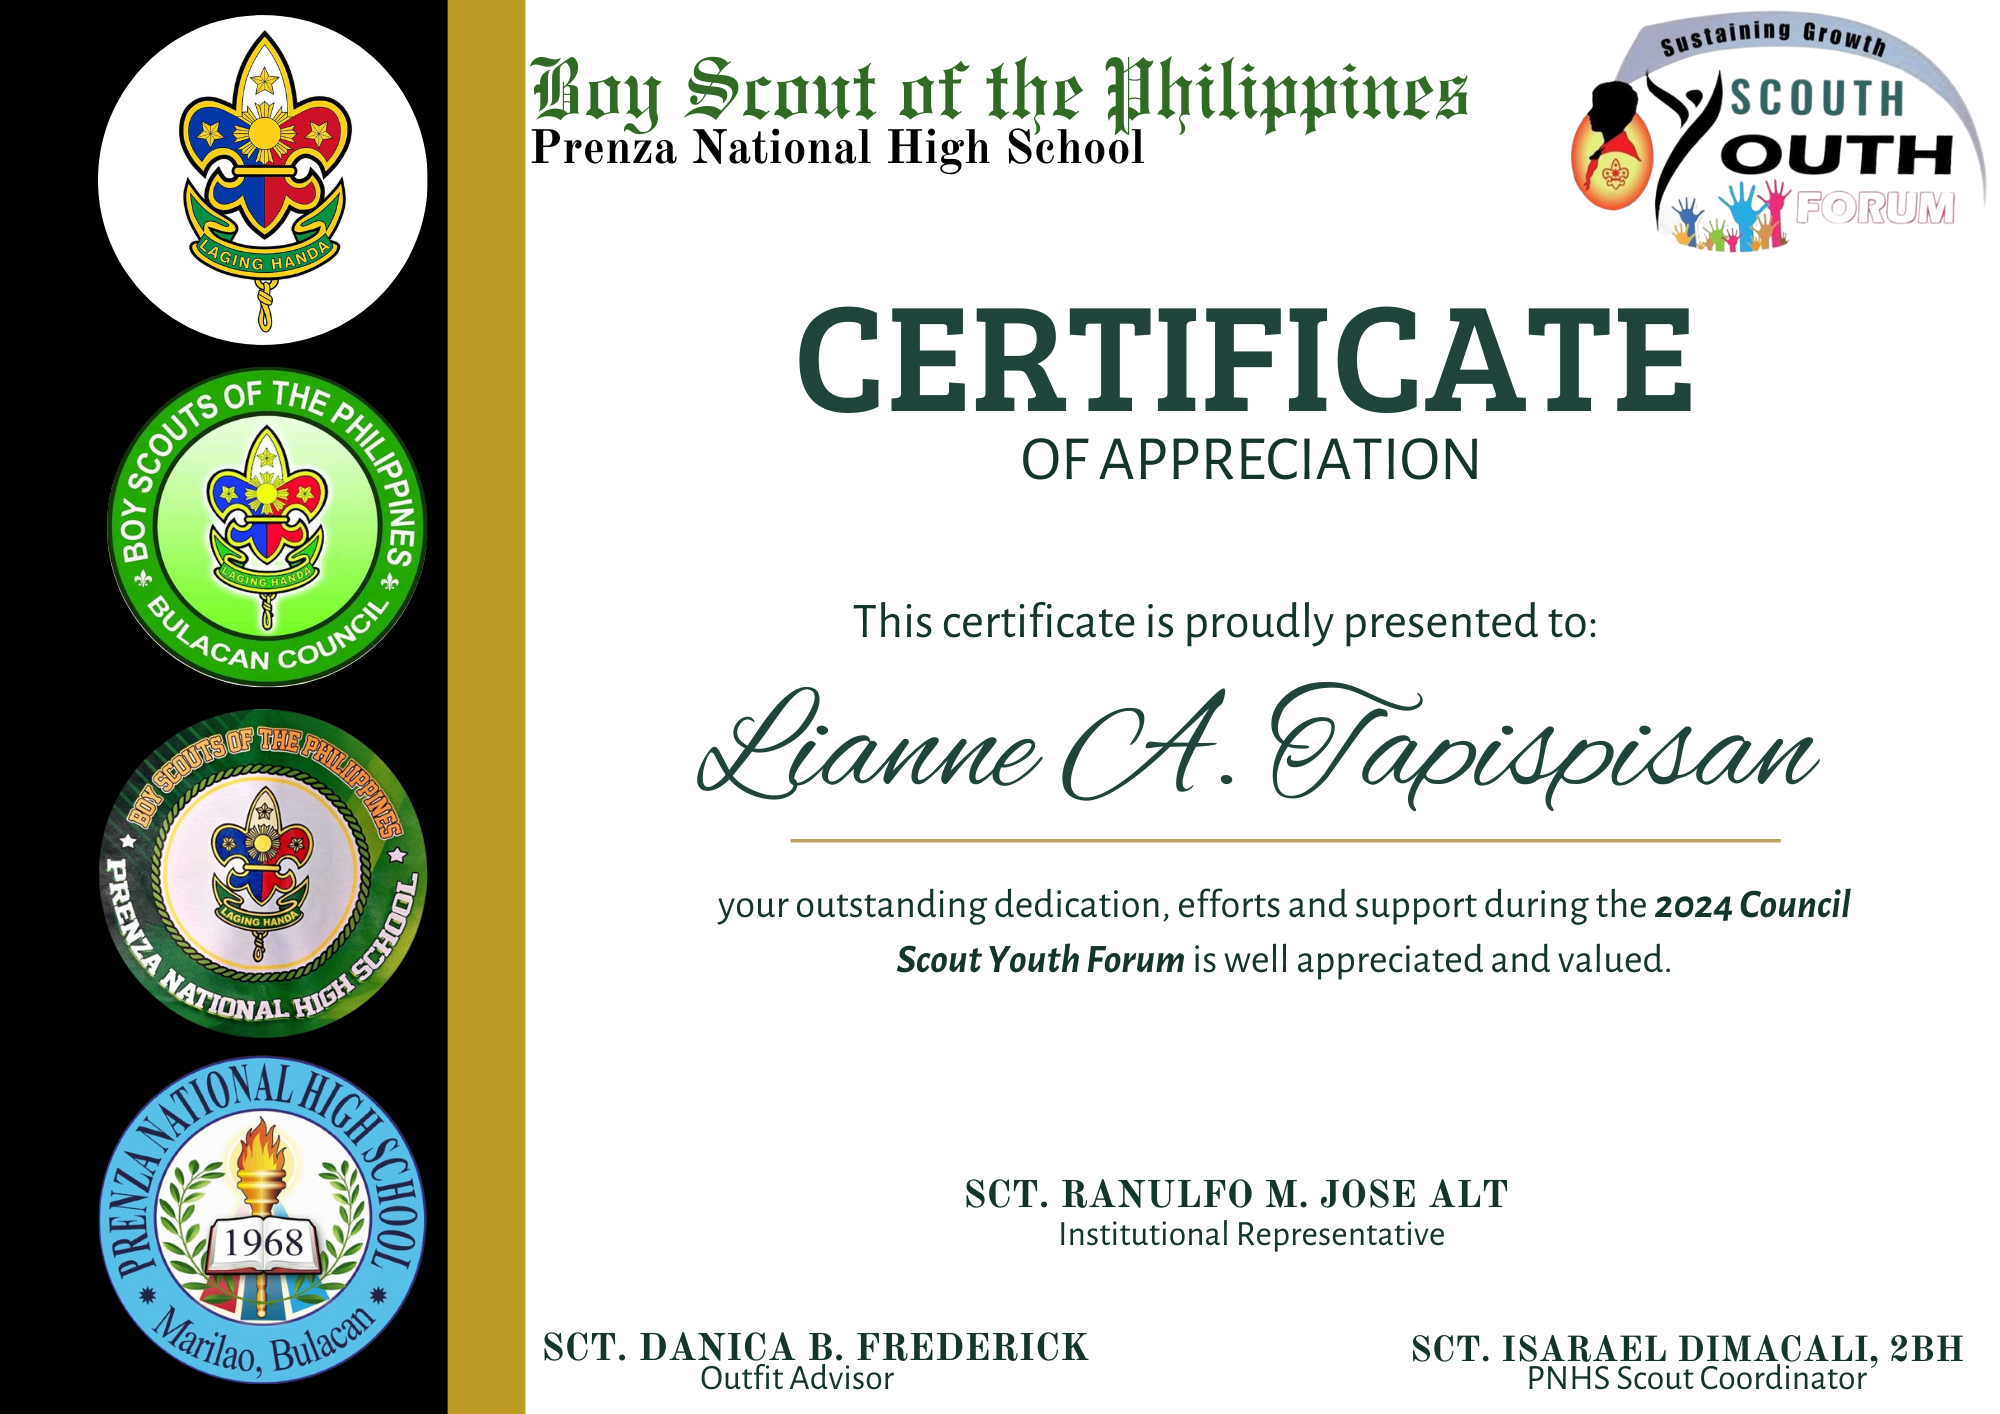 Boy Scout of the Philippines
Prenza National High School
Sustaining Growth
SCOUTH
YOUTH
FORUM
LAGING HANDA
BOY SCOUTS OF THE PHILIPPINES
LAGING HANDA
BULACAN COUNCIL
BOY SCOUTS OF THE PHILIPPINES
LAGING HANDA
PRENZA NATIONAL HIGH SCHOOL
PRENZA NATIONAL HIGH SCHOOL
1968
Marilao, Bulacan
CERTIFICATE
OF APPRECIATION
This certificate is proudly presented to:
Lianne A. Tapispisan
your outstanding dedication, efforts and support during the 2024 Council
Scout Youth Forum is well appreciated and valued.
SCT. RANULFO M. JOSE ALT
Institutional Representative
SCT. DANICA B. FREDERICK
Outfit Advisor
SCT. ISARAEL DIMACALI, 2BH
PNHS Scout Coordinator